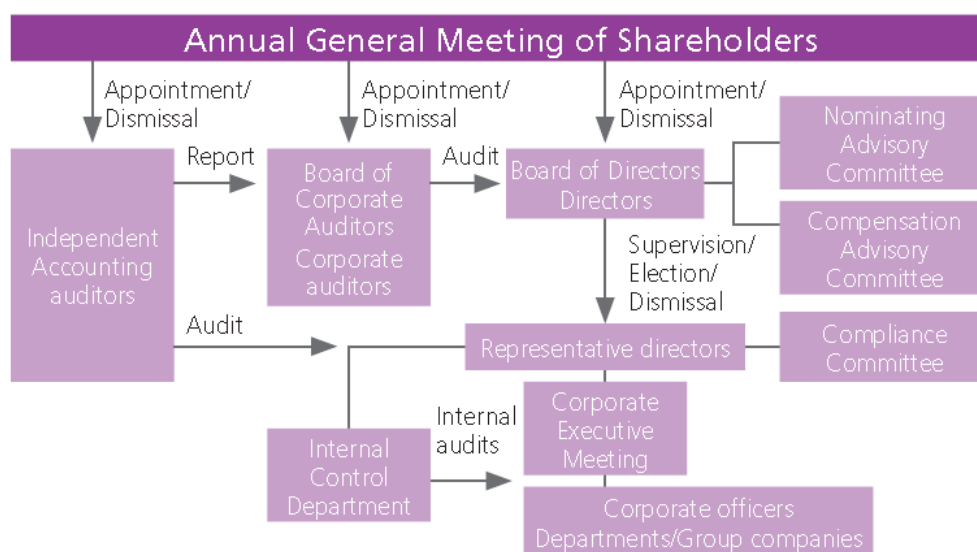 Annual General Meeting of Shareholders
Appointment/
Dismissal
Appointment/
Dismissal
Appointment/
Dismissal
Nominating
Advisory
Committee
Report
Audit
Independent
Accounting
auditors
Board of
Corporate
Auditors
Corporate
auditors
Board of Directors
Directors
Compensation
Advisory
Committee
Supervision/
Election/
Dismissal
Audit
Representative directors
Compliance
Committee
Internal
Control
Department
Internal
audits
Corporate
Executive
Meeting
Corporate officers
Departments/Group companies